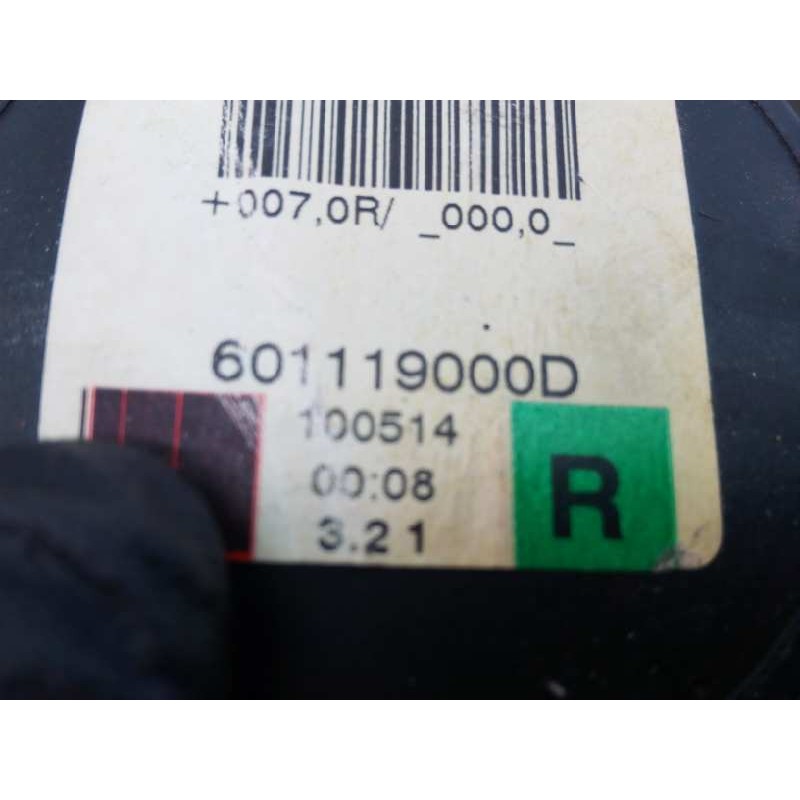 +007,0R/ _000,0_
601119000D
100514
00:08
3.21
R